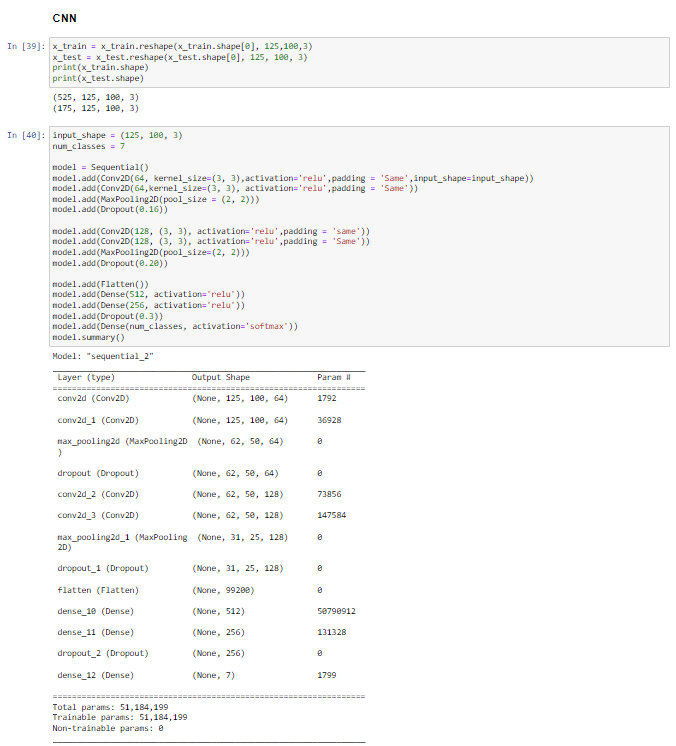 CNN
In [39]: x_train = x_train.reshape(x_train.shape[0], 125,100,3)
x_test = x_test.reshape(x_test.shape[0], 125, 100, 3)
print(x_train.shape)
print(x_test.shape)
(525, 125, 100, 3)
(175, 125, 100, 3)
In [40]: input_shape = (125, 100, 3)
num_classes = 7
model = Sequential()
model.add(Conv2D(64, kernel_size=(3, 3),activation='relu',padding = 'Same',input_shape=input_shape))
model.add(Conv2D(64,kernel_size=(3, 3), activation='relu',padding = 'Same'))
model.add(MaxPooling2D(pool_size = (2, 2)))
model.add(Dropout(0.16))
model.add(Conv2D(128, (3, 3), activation='relu',padding = 'same'))
model.add(Conv2D(128, (3, 3), activation='relu',padding = 'Same'))
model.add(MaxPooling2D(pool_size=(2, 2)))
model.add(Dropout(0.20))
model.add(Flatten())
model.add(Dense(512, activation='relu'))
model.add(Dense(256, activation='relu'))
model.add(Dropout(0.3))
model.add(Dense(num_classes, activation='softmax'))
model.summary()
Model: "sequential_2"
Layer (type) Output Shape Param #
conv2d (Conv2D) (None, 125, 100, 64) 1792
conv2d_1 (Conv2D) (None, 125, 100, 64) 36928
max_pooling2d (MaxPooling2D (None, 62, 50, 64) 0
)
dropout (Dropout) (None, 62, 50, 64) 0
conv2d_2 (Conv2D) (None, 62, 50, 128) 73856
conv2d_3 (Conv2D) (None, 62, 50, 128) 147584
max_pooling2d_1 (MaxPooling (None, 31, 25, 128) 0
2D)
dropout_1 (Dropout) (None, 31, 25, 128) 0
flatten (Flatten) (None, 99200) 0
dense_10 (Dense) (None, 512) 50790912
dense_11 (Dense) (None, 256) 131328
dropout_2 (Dropout) (None, 256) 0
dense_12 (Dense) (None, 7) 1799
Total params: 51,184,199
Trainable params: 51,184,199
Non-trainable params: 0